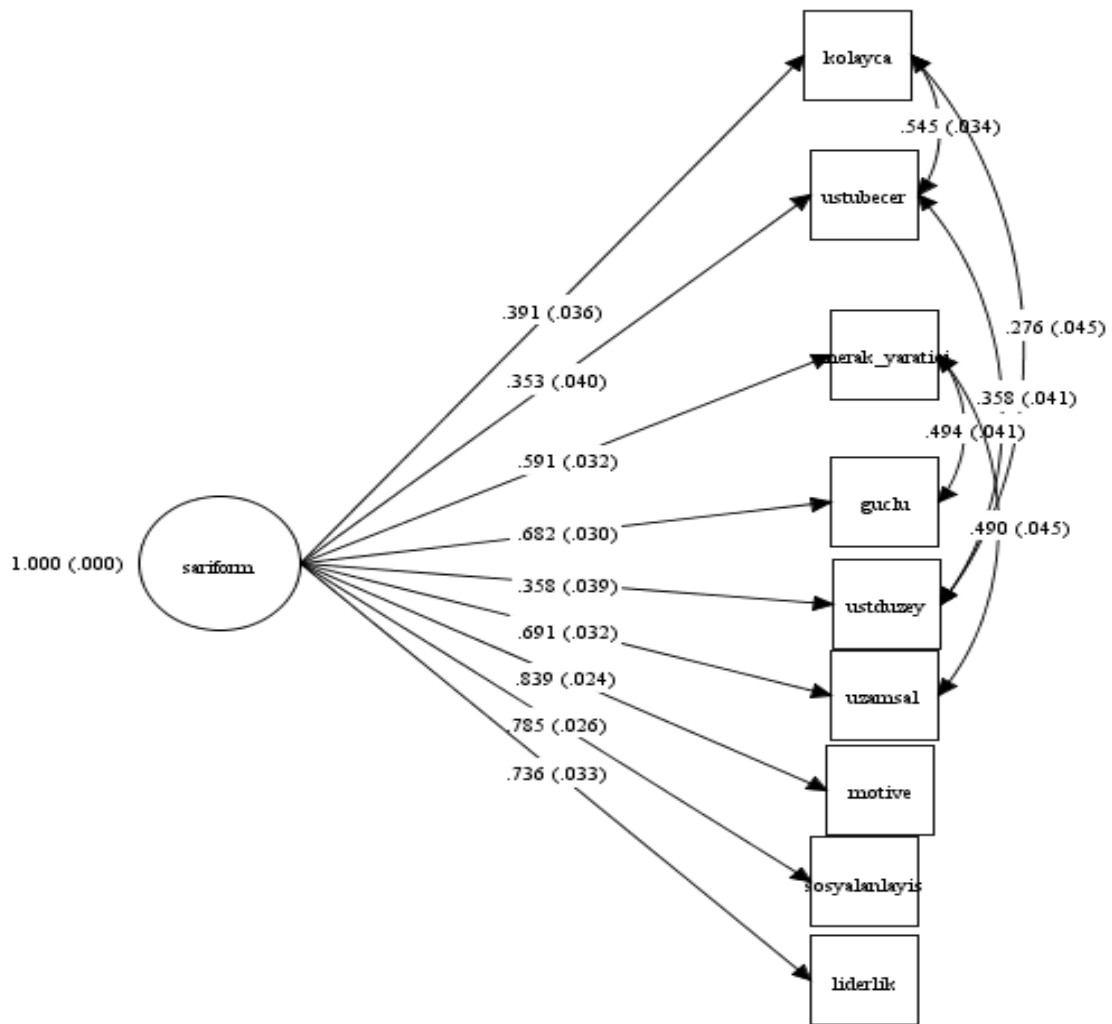 kolayca
.545 (.034)
ustubecer
.391 (.036)
.276 (.045)
merak_yaratici
.353 (.040)
.358 (.041)
.494 (.041)
.591 (.032)
guclu
.682 (.030)
.490 (.045)
1.000 (.000)
sariform
.358 (.039)
ustduzey
.691 (.032)
.839 (.024)
uzamsal
.785 (.026)
.736 (.033)
motive
sosyalanlayis
liderlik